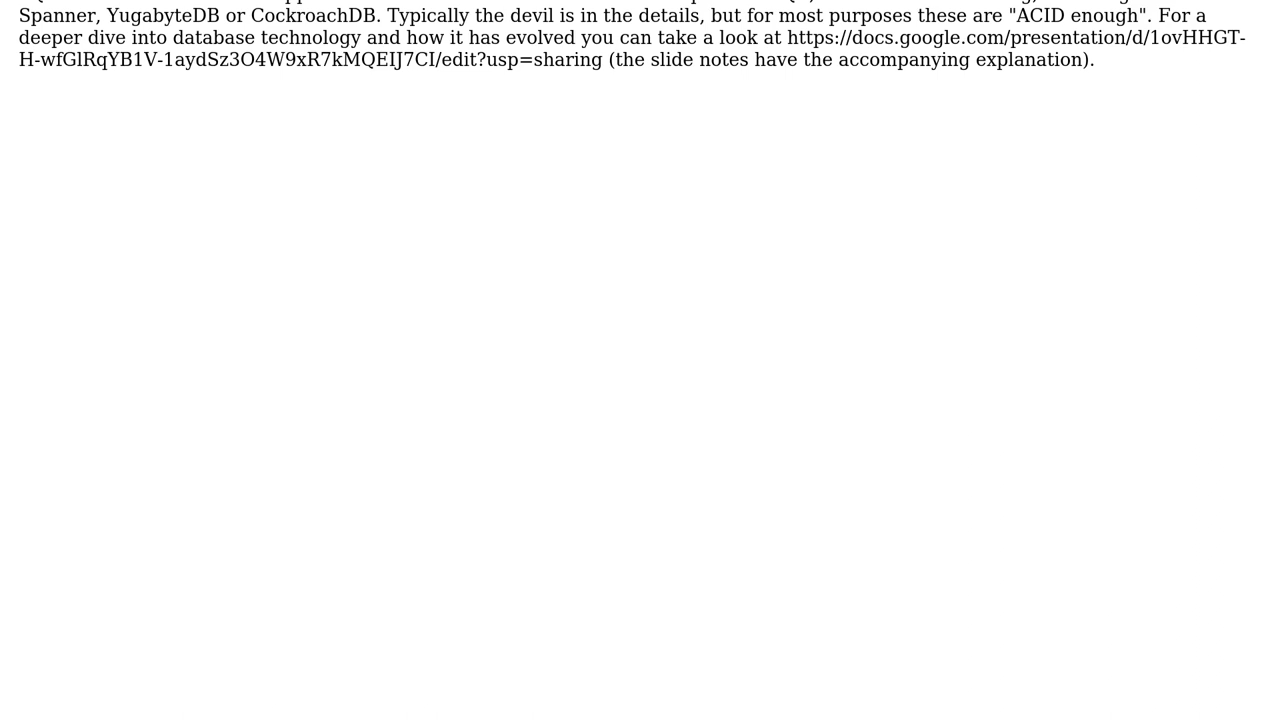 Spanner, YugabyteDB or CockroachDB. Typically the devil is in the details, but for most purposes these are "ACID enough". For a
deeper dive into database technology and how it has evolved you can take a look at https://docs.google.com/presentation/d/1ovHHGT-
H-wfGlRqYB1V-1aydSz3O4W9xR7kMQEIJ7CI/edit?usp=sharing (the slide notes have the accompanying explanation).